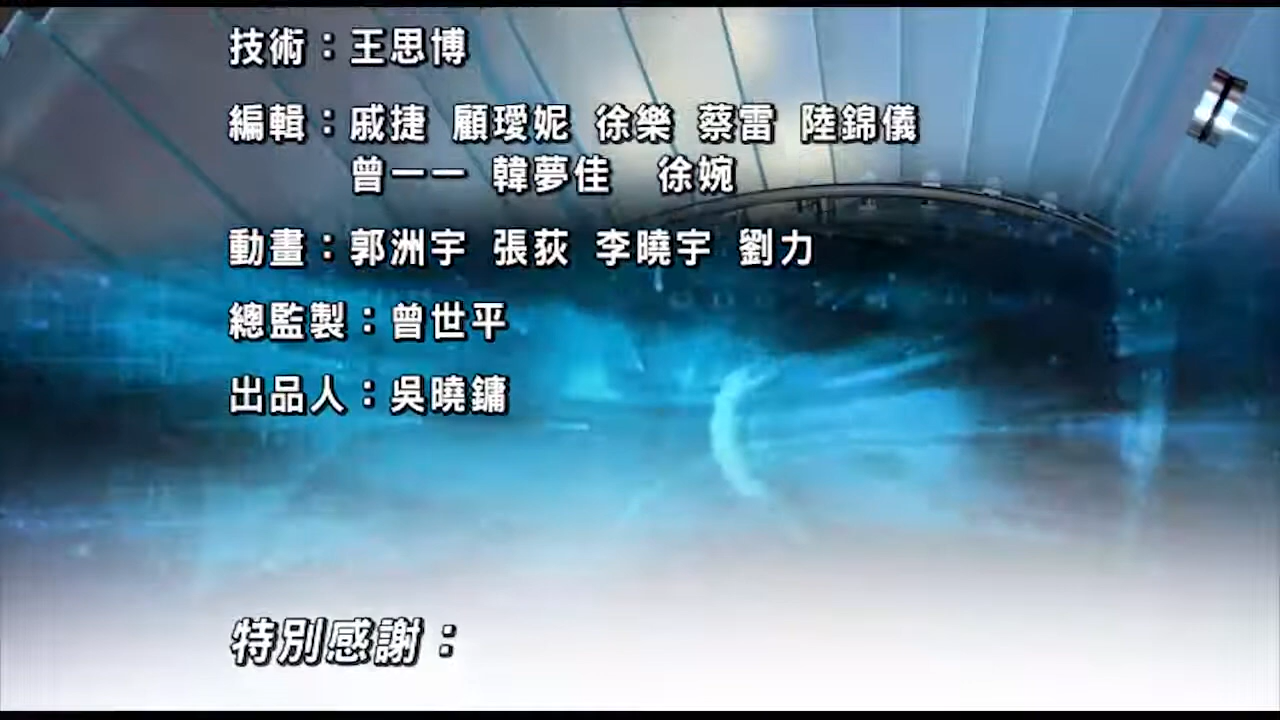 技術：王思博
編輯：戚捷 顧璦妮 徐樂 蔡雷 陸錦儀
曾一一 韓夢佳 徐婉
動畫：郭洲宇 張荻 李曉宇 劉力
總監製：曾世平
出品人：吳曉鏞
特別感謝：